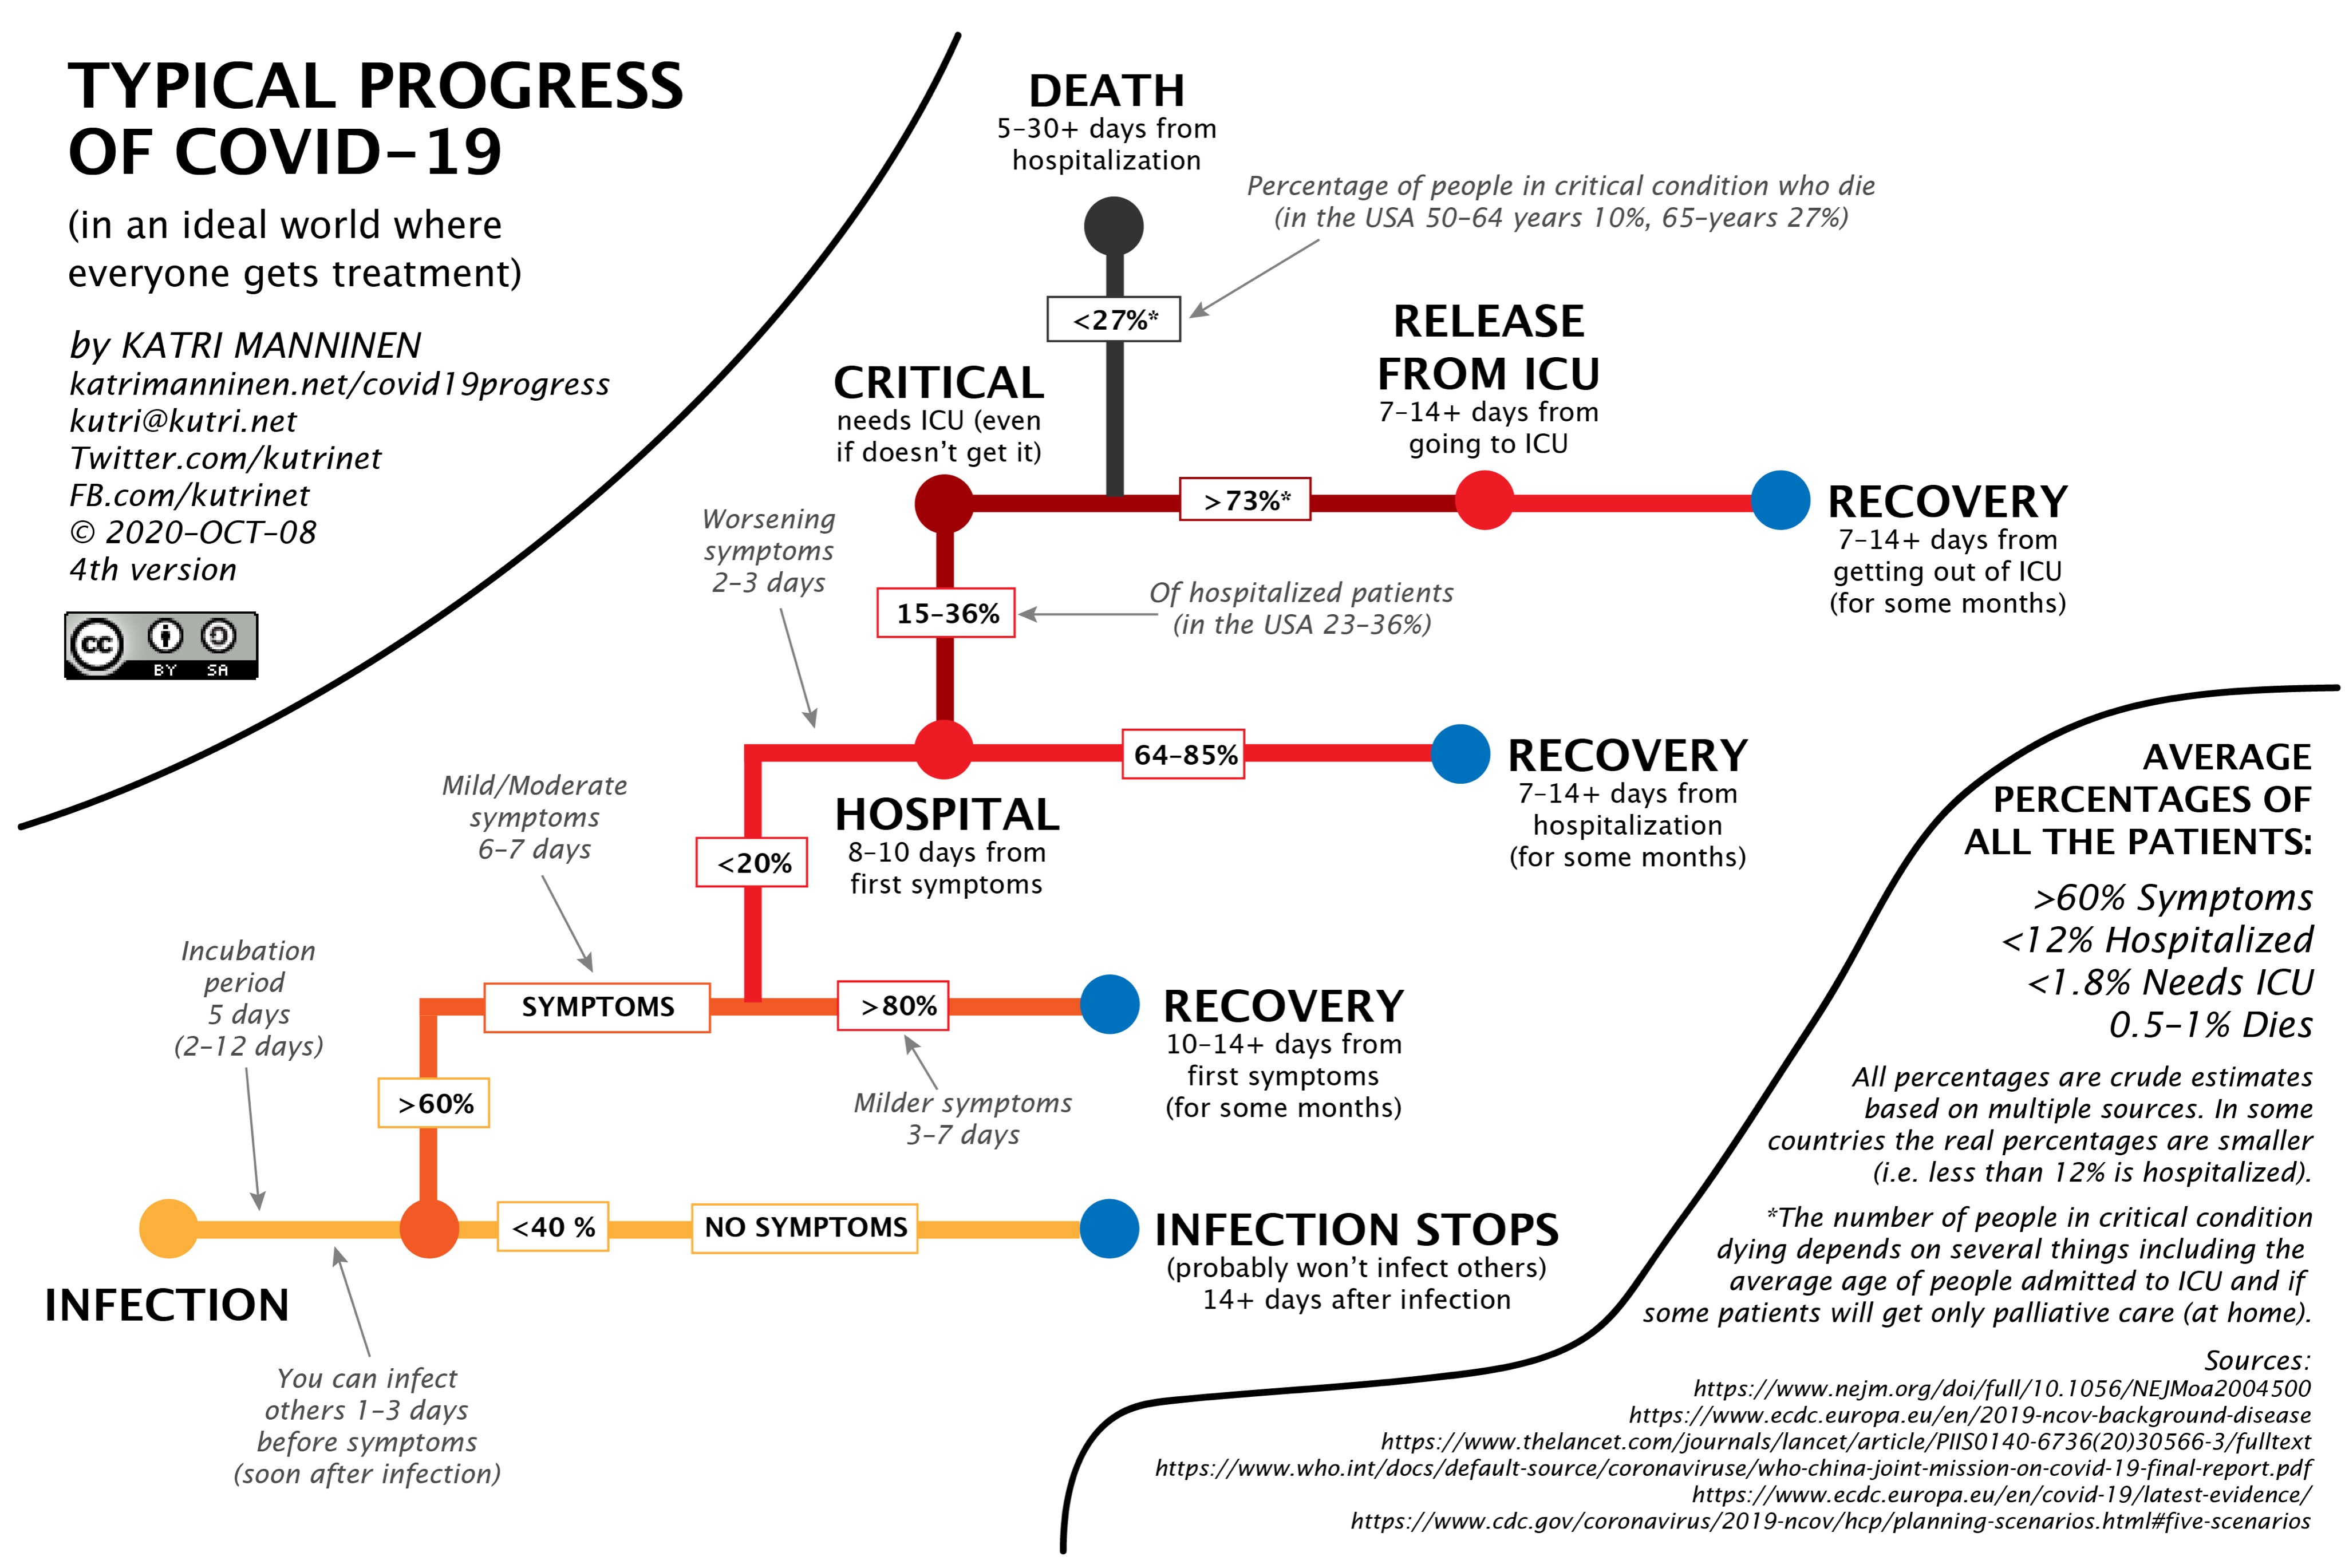 TYPICAL PROGRESS
OF COVID–19
(in an ideal world where
everyone gets treatment)
by KATRI MANNINEN
katrimanninen.net/covid19progress
kutri@kutri.net
Twitter.com/kutrinet
FB.com/kutrinet
© 2020–OCT–08
4th version
cc
BY SA
DEATH
5–30+ days from
hospitalization
Percentage of people in critical condition who die
(in the USA 50–64 years 10%, 65–years 27%)
<27%*
RELEASE
FROM ICU
7–14+ days from
going to ICU
CRITICAL
needs ICU (even
if doesn’t get it)
>73%*
RECOVERY
7–14+ days from
getting out of ICU
(for some months)
Worsening
symptoms
2–3 days
15–36%
Of hospitalized patients
(in the USA 23–36%)
64–85%
RECOVERY
7–14+ days from
hospitalization
(for some months)
HOSPITAL
8–10 days from
first symptoms
Mild/Moderate
symptoms
6–7 days
<20%
SYMPTOMS
>80%
RECOVERY
10–14+ days from
first symptoms
(for some months)
Milder symptoms
3–7 days
Incubation
period
5 days
(2–12 days)
>60%
<40 %
NO SYMPTOMS
INFECTION STOPS
(probably won’t infect others)
14+ days after infection
INFECTION
You can infect
others 1–3 days
before symptoms
(soon after infection)
AVERAGE
PERCENTAGES OF
ALL THE PATIENTS:
>60% Symptoms
<12% Hospitalized
<1.8% Needs ICU
0.5–1% Dies
All percentages are crude estimates
based on multiple sources. In some
countries the real percentages are smaller
(i.e. less than 12% is hospitalized).
*The number of people in critical condition
dying depends on several things including the
average age of people admitted to ICU and if
some patients will get only palliative care (at home).
Sources:
https://www.nejm.org/doi/full/10.1056/NEJMoa2004500
https://www.ecdc.europa.eu/en/2019-ncov-background-disease
https://www.thelancet.com/journals/lancet/article/PIIS0140-6736(20)30566-3/fulltext
https://www.who.int/docs/default-source/coronaviruse/who-china-joint-mission-on-covid-19-final-report.pdf
https://www.ecdc.europa.eu/en/covid-19/latest-evidence/
https://www.cdc.gov/coronavirus/2019-ncov/hcp/planning-scenarios.html#five-scenarios